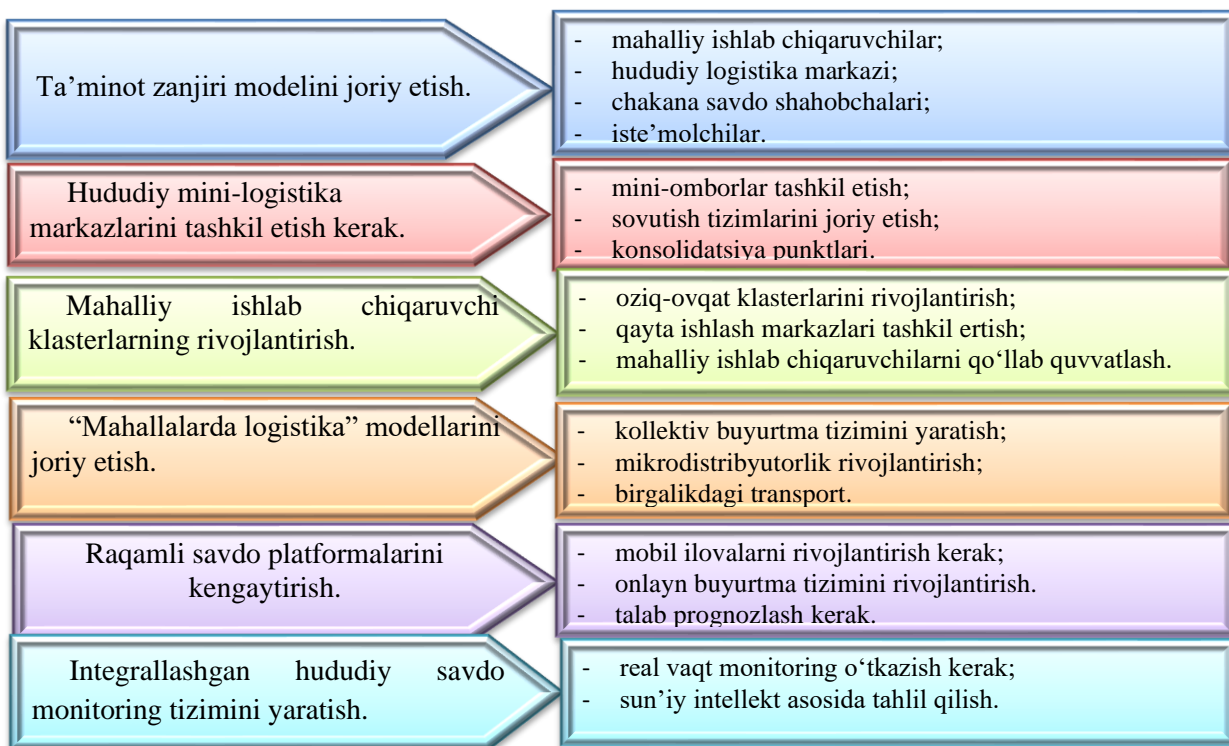 Ta’minot zanjiri modelini joriy etish.
- mahalliy ishlab chiqaruvchilar;
- hududiy logistika markazi;
- chakana savdo shahobchalari;
- iste’molchilar.
Hududiy mini-logistika
markazlarini tashkil etish kerak.
- mini-omborlar tashkil etish;
- sovutish tizimlarini joriy etish;
- konsolidatsiya punktlari.
Mahalliy ishlab chiqaruvchi
klasterlarning rivojlantirish.
- oziq-ovqat klasterlarini rivojlantirish;
- qayta ishlash markazlari tashkil ertish;
- mahalliy ishlab chiqaruvchilarni qo‘llab quvvatlash.
“Mahallalarda logistika” modellarini
joriy etish.
- kollektiv buyurtma tizimini yaratish;
- mikrodistribyutorlik rivojlantirish;
- birgalikdagi transport.
Raqamli savdo platformalarini
kengaytirish.
- mobil ilovalarni rivojlantirish kerak;
- onlayn buyurtma tizimini rivojlantirish.
- talab prognozlash kerak.
Integrallashgan hududiy savdo
monitoring tizimini yaratish.
- real vaqt monitoring o‘tkazish kerak;
- sun’iy intellekt asosida tahlil qilish.